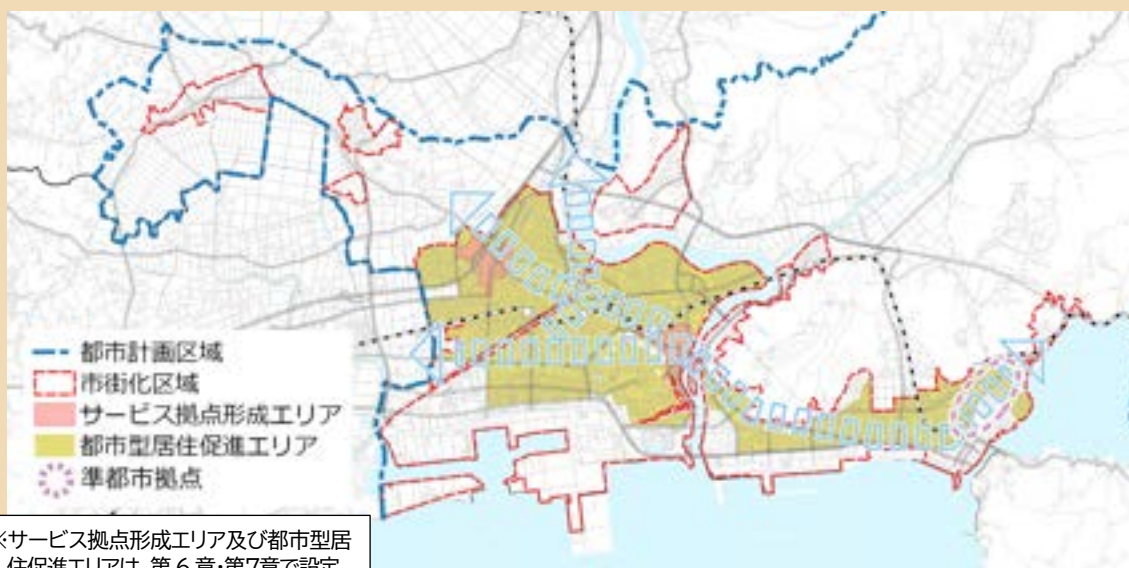 都市計画区域
市街化区域
サービス拠点形成エリア
都市型居住促進エリア
準都市拠点
※サービス拠点形成エリア及び都市型居
住促進エリアは、第6章・第7章で設定